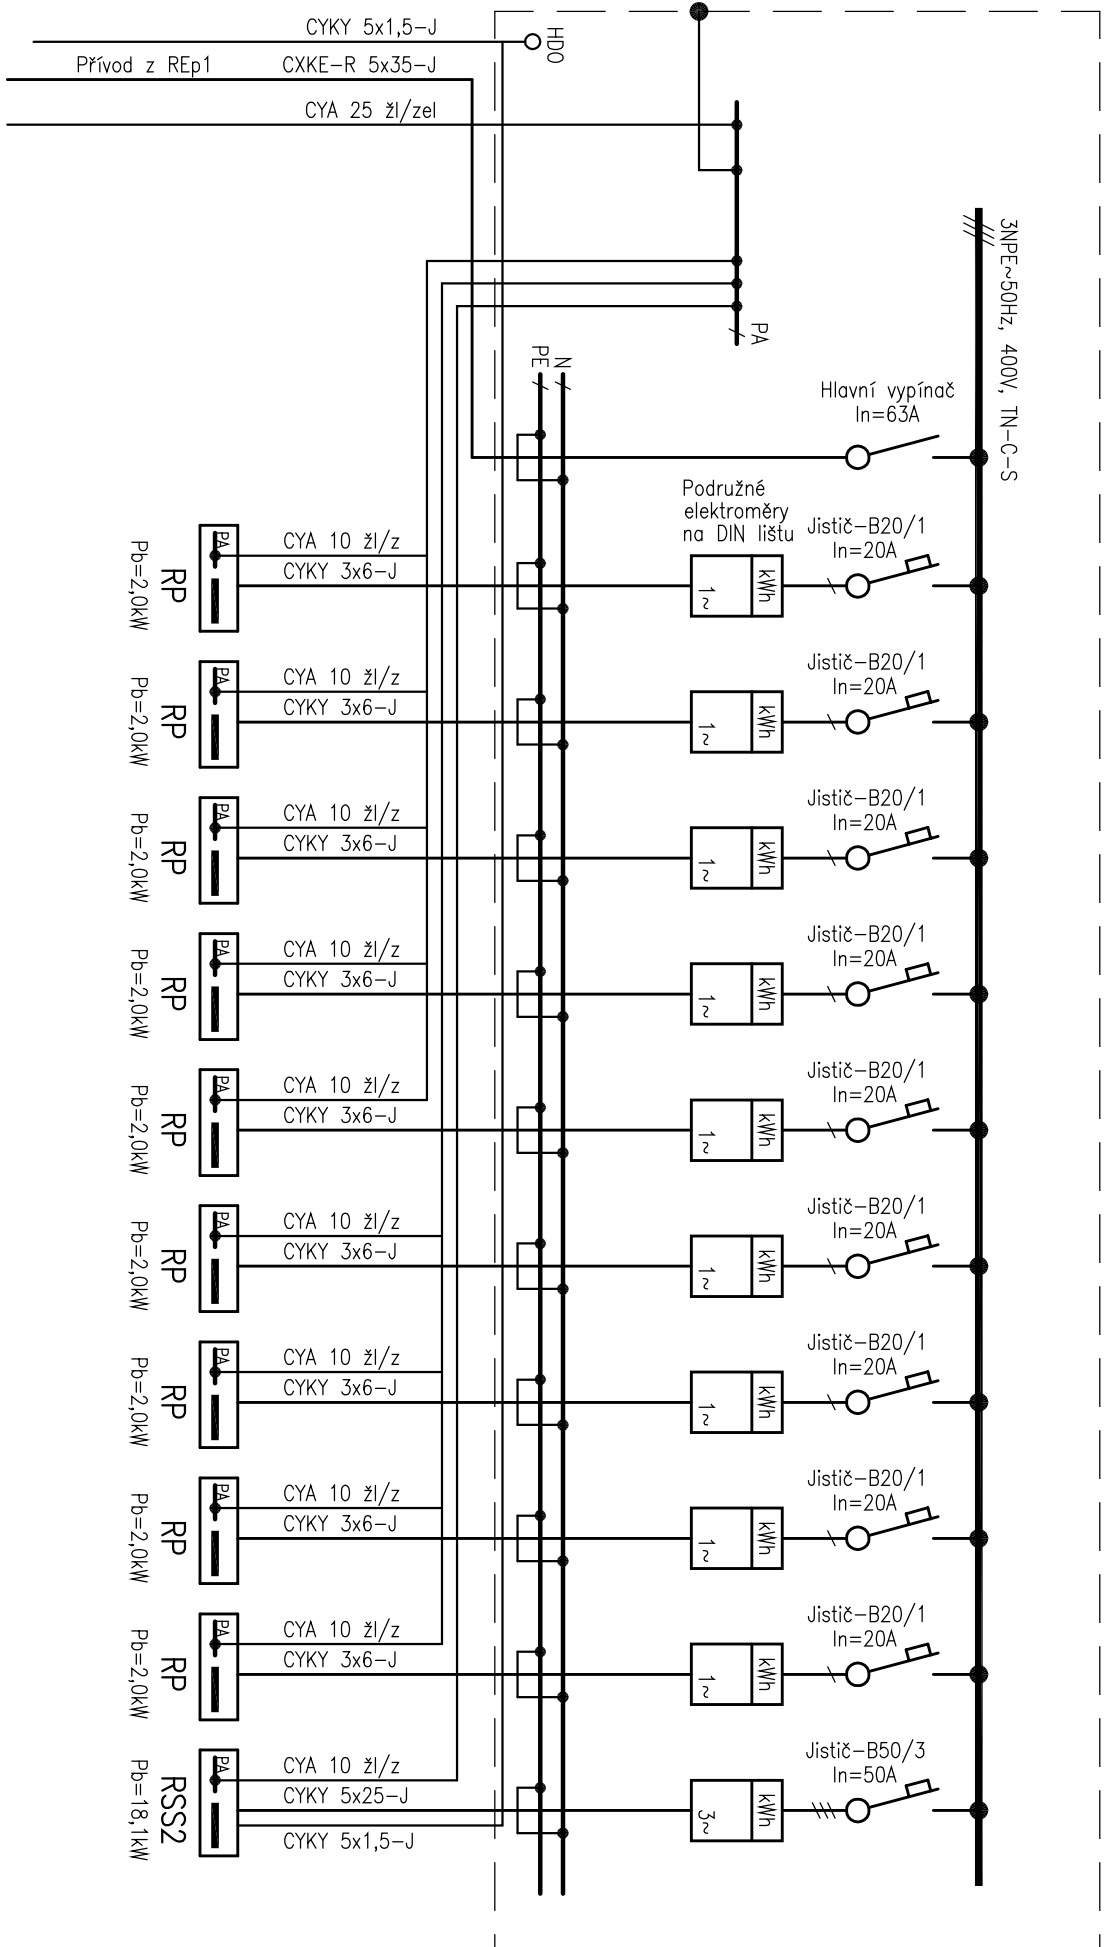 CYKY 5x1,5-J
HDO
Přívod z REp1 CXKE-R 5x35-J
CYA 25 žl/zel
3NPE~50Hz, 400V, TN-C-S
PA
PE
N
Hlavní vypínač
In=63A
Podružné
elektroměry
na DIN lištu
Jistič-B20/1
In=20A
kWh
1~
CYA 10 žl/z
CYKY 3x6-J
PA
RP
Pb=2,0kW
Jistič-B20/1
In=20A
kWh
1~
CYA 10 žl/z
CYKY 3x6-J
PA
RP
Pb=2,0kW
Jistič-B20/1
In=20A
kWh
1~
CYA 10 žl/z
CYKY 3x6-J
PA
RP
Pb=2,0kW
Jistič-B20/1
In=20A
kWh
1~
CYA 10 žl/z
CYKY 3x6-J
PA
RP
Pb=2,0kW
Jistič-B20/1
In=20A
kWh
1~
CYA 10 žl/z
CYKY 3x6-J
PA
RP
Pb=2,0kW
Jistič-B20/1
In=20A
kWh
1~
CYA 10 žl/z
CYKY 3x6-J
PA
RP
Pb=2,0kW
Jistič-B20/1
In=20A
kWh
1~
CYA 10 žl/z
CYKY 3x6-J
PA
RP
Pb=2,0kW
Jistič-B20/1
In=20A
kWh
1~
CYA 10 žl/z
CYKY 3x6-J
PA
RP
Pb=2,0kW
Jistič-B20/1
In=20A
kWh
1~
CYA 10 žl/z
CYKY 3x6-J
PA
RP
Pb=2,0kW
Jistič-B50/3
In=50A
kWh
3~
CYA 10 žl/z
CYKY 5x25-J
CYKY 5x1,5-J
PA
RSS2
Pb=18,1kW